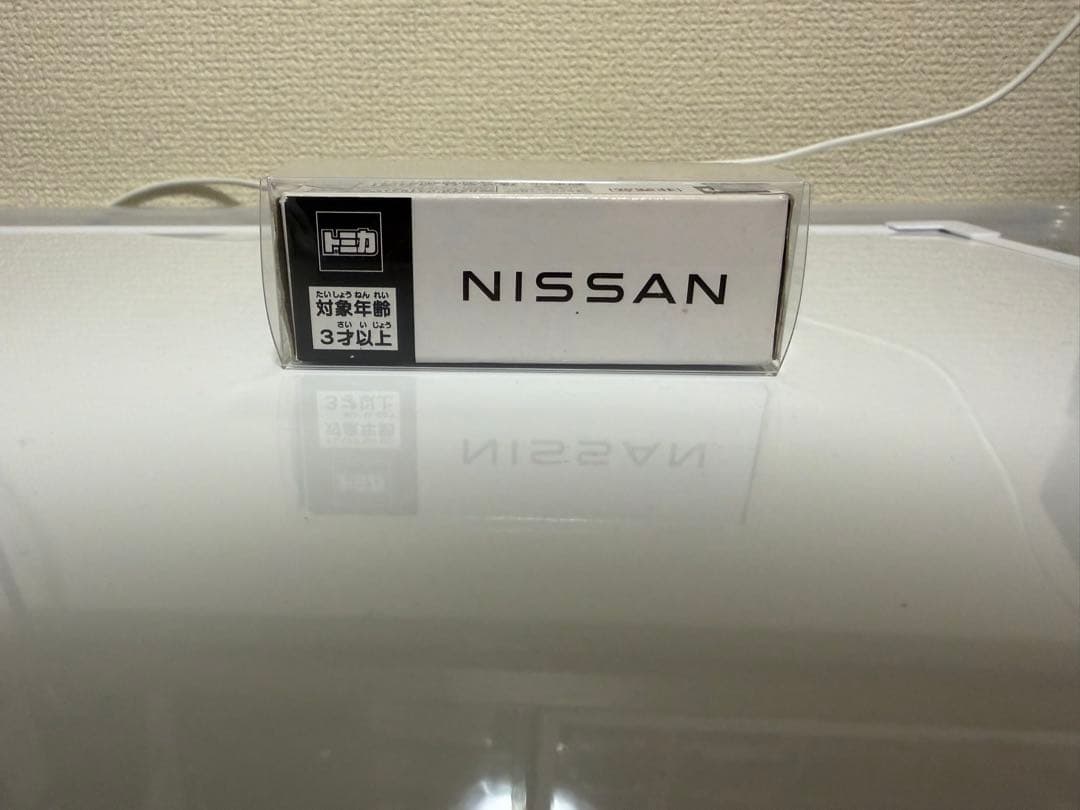 トミカ
たいしょうねんれい
対象年齢
さいいじょう
3才以上
NISSAN